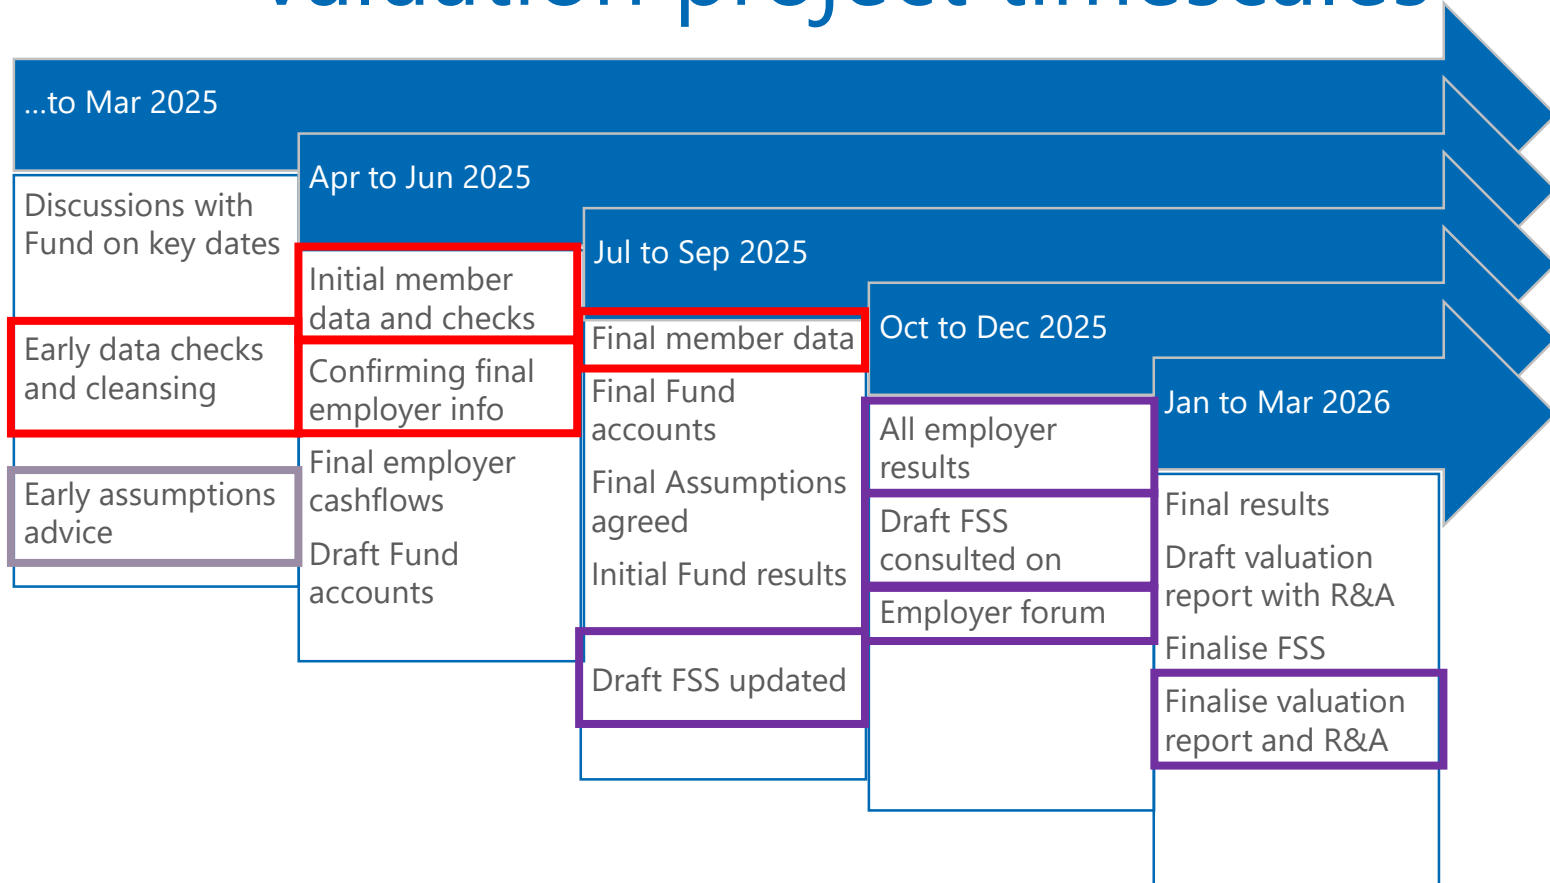 valuation project timescales
...to Mar 2025
Discussions with
Fund on key dates
Early data checks
and cleansing
Early assumptions
advice
Apr to Jun 2025
Initial member
data and checks
Confirming final
employer info
Final employer
cashflows
Draft Fund
accounts
Jul to Sep 2025
Final member data
Final Fund
accounts
Final Assumptions
agreed
Initial Fund results
Draft FSS updated
Oct to Dec 2025
All employer
results
Draft FSS
consulted on
Employer forum
Jan to Mar 2026
Final results
Draft valuation
report with R&A
Finalise FSS
Finalise valuation
report and R&A